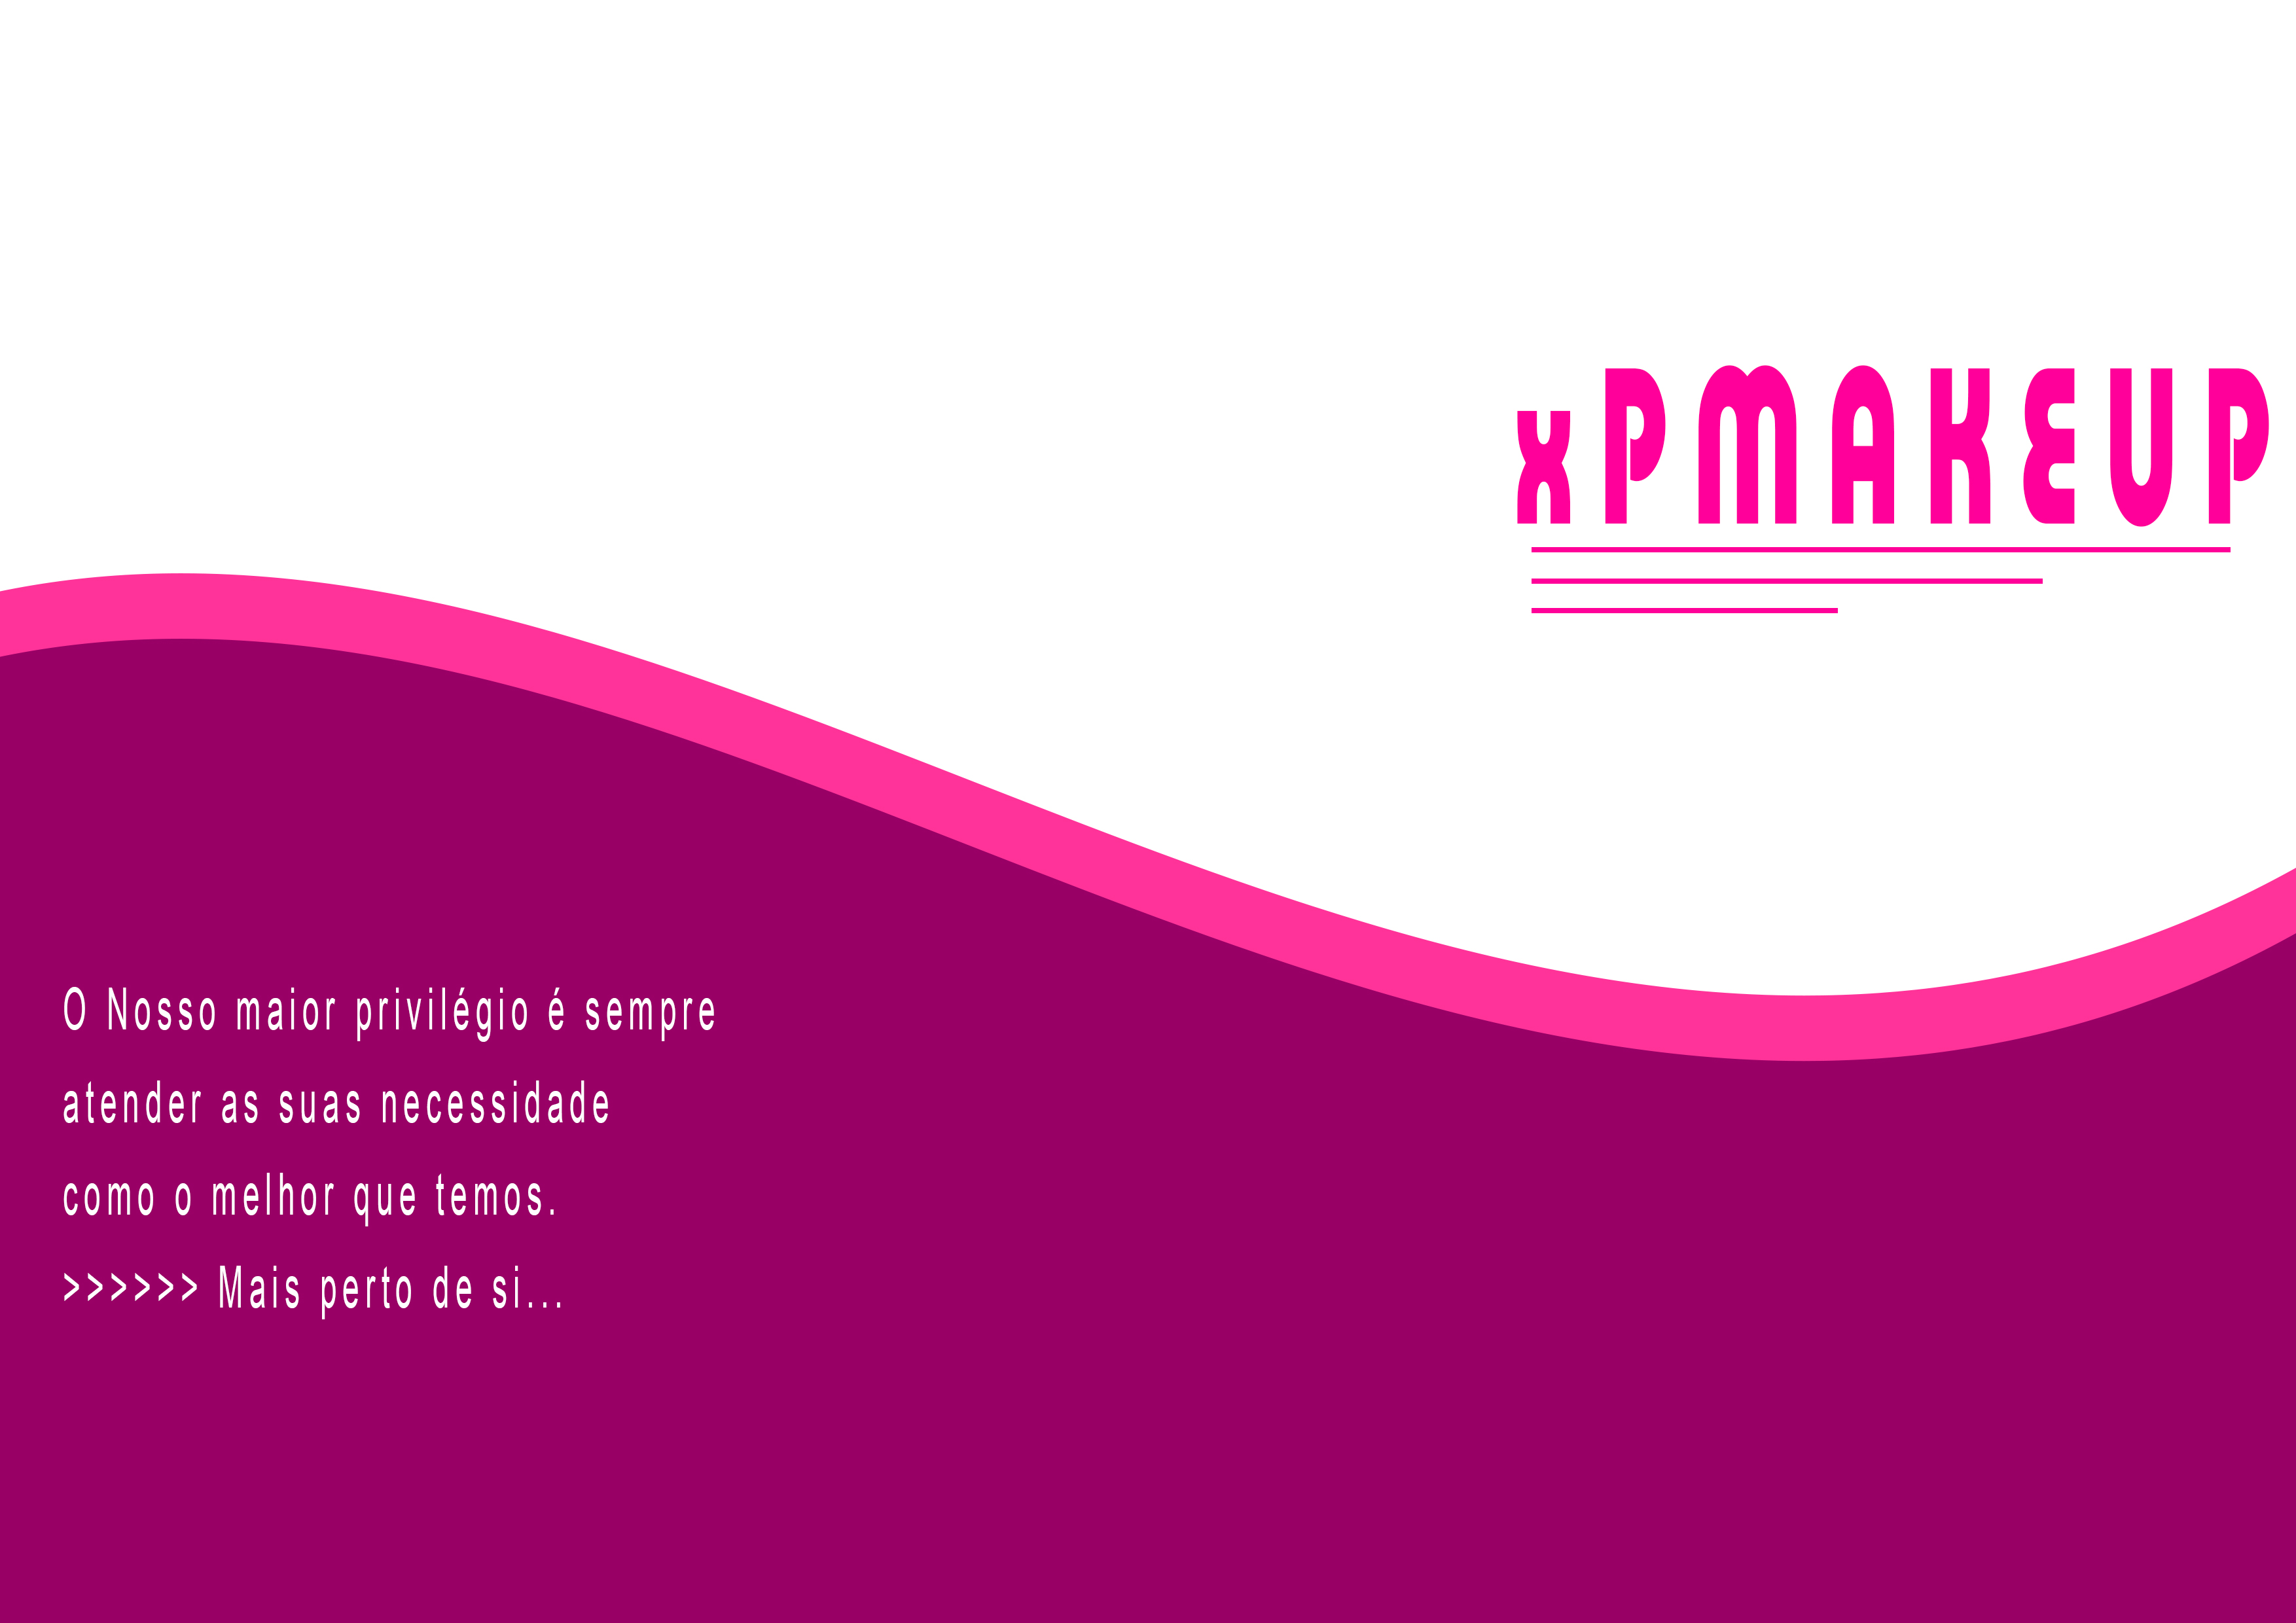 xPMAKEUP
O Nosso maior privilégio é sempre
atender as suas necessidade
como o melhor que temos.
>>>>>> Mais perto de si...